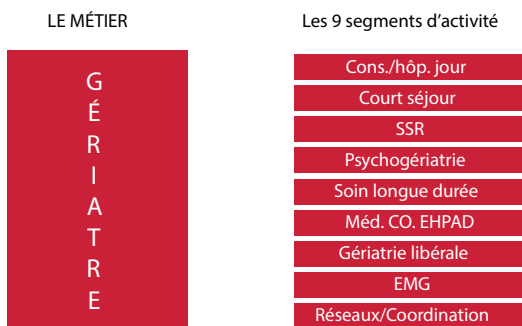 LE MÉTIER
Les 9 segments d’activité
G
É
R
I
A
T
R
E
Cons./hôp. jour
Court séjour
SSR
Psychogériatrie
Soin longue durée
Méd. CO. EHPAD
Gériatrie libérale
EMG
Réseaux/Coordination